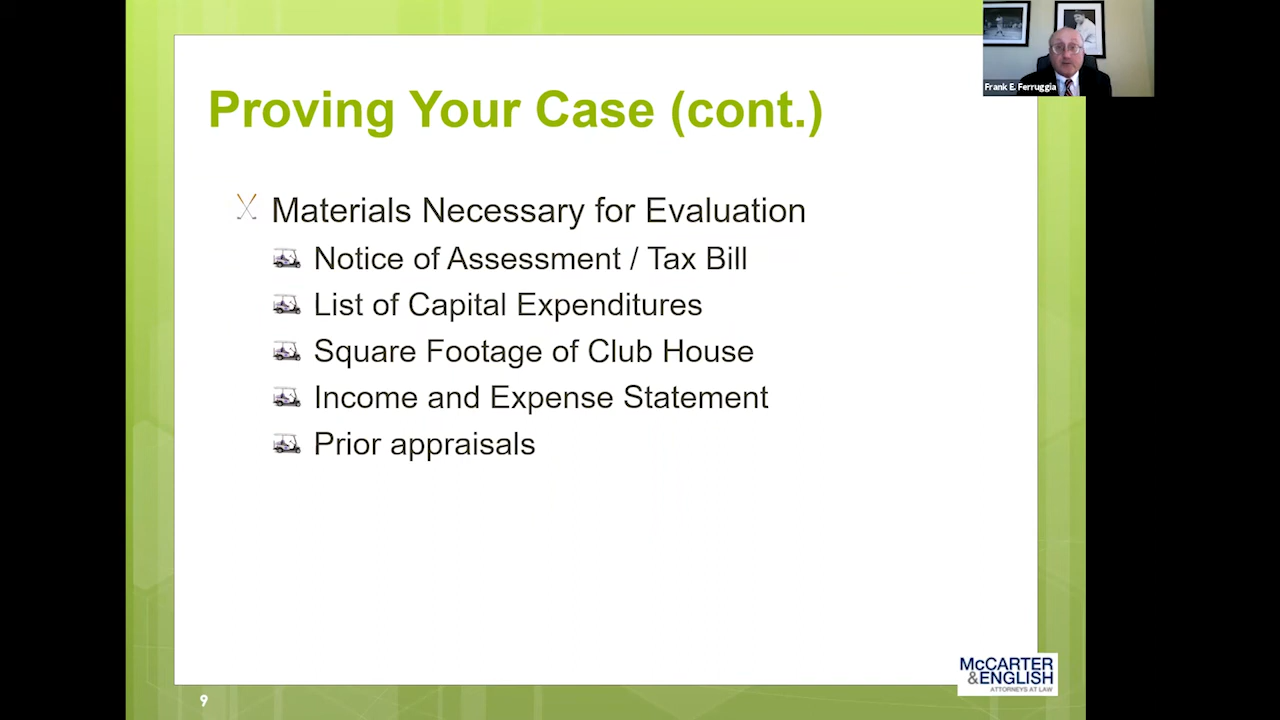 Frank E. Ferruggia
Proving Your Case (cont.)
Materials Necessary for Evaluation
Notice of Assessment / Tax Bill
List of Capital Expenditures
Square Footage of Club House
Income and Expense Statement
Prior appraisals
McCARTER
&ENGLISH
ATTORNEYS AT LAW
9